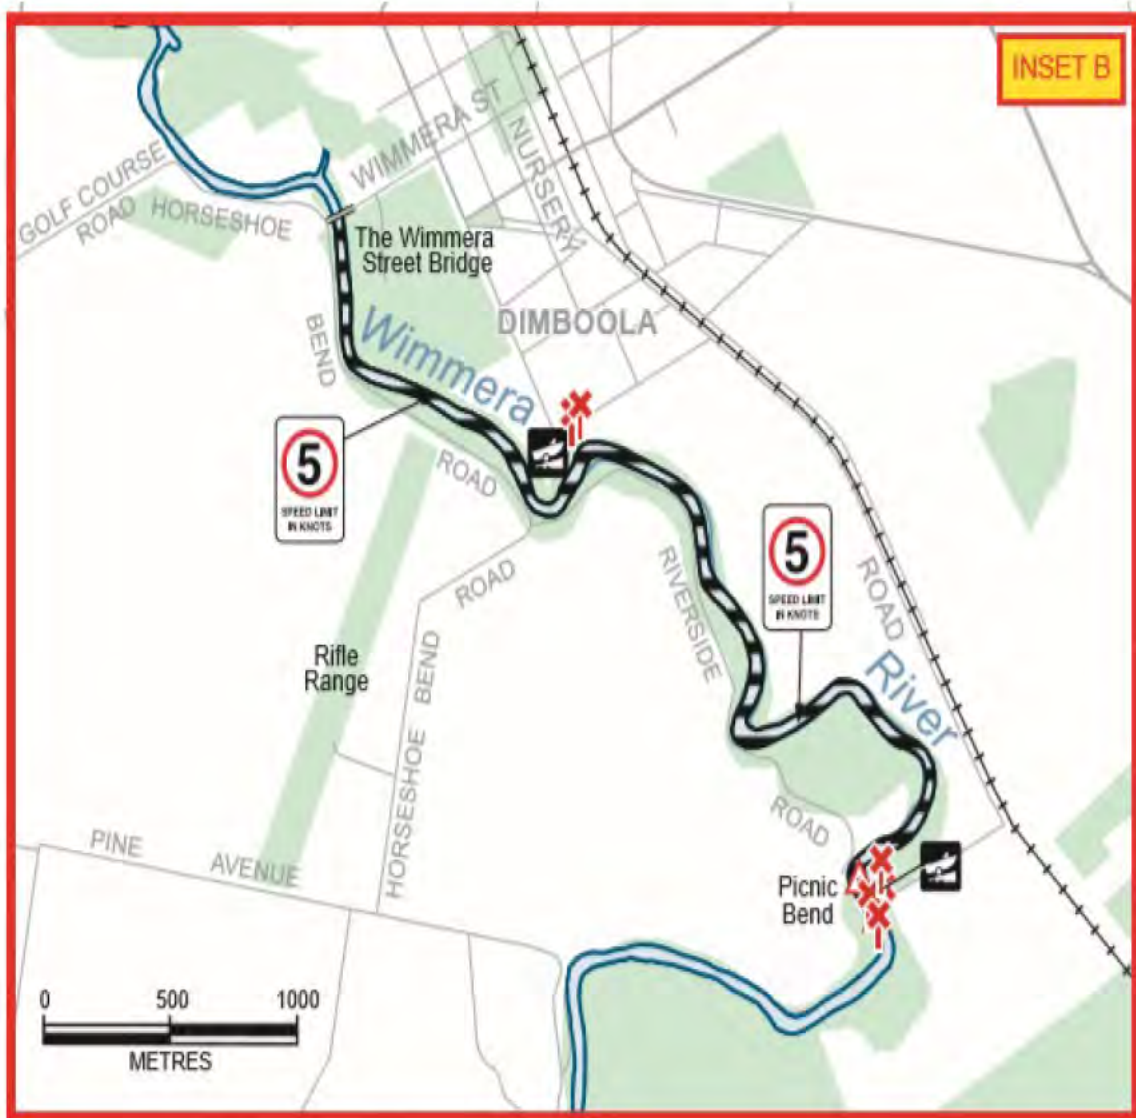 INSET B
WIMMERA ST
NURSERY
GOLF COURSE
ROAD
HORSESHOE
The Wimmera
Street Bridge
BEND
Wimmera
DIMBOOLA
5
SPEED LIMIT
IN KNOTS
ROAD
5
SPEED LIMIT
IN KNOTS
ROAD
ROAD
RIVERSIDE
River
Rifle
Range
HORSESHOE BEND
ROAD
PINE
AVENUE
Picnic
Bend
0 500 1000
METRES